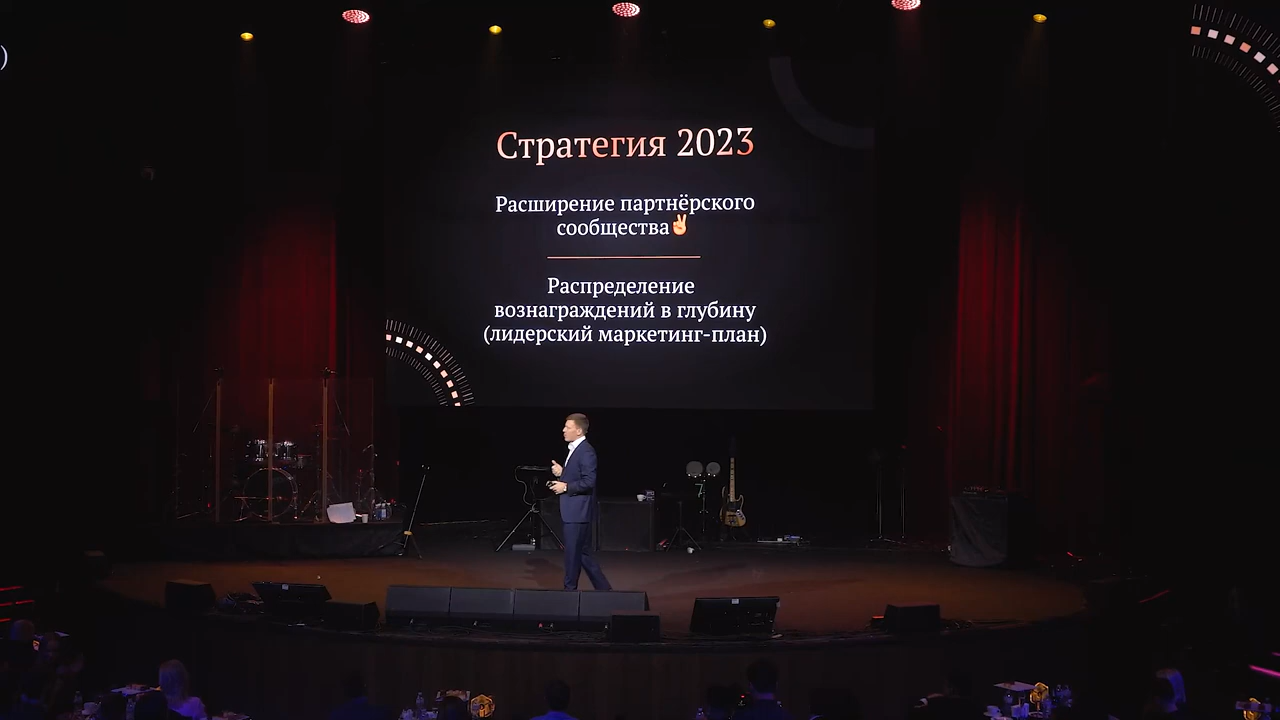 )
Стратегия 2023
Расширение партнёрского
сообщества✌
Распределение
вознаграждений в глубину
(лидерский маркетинг-план)